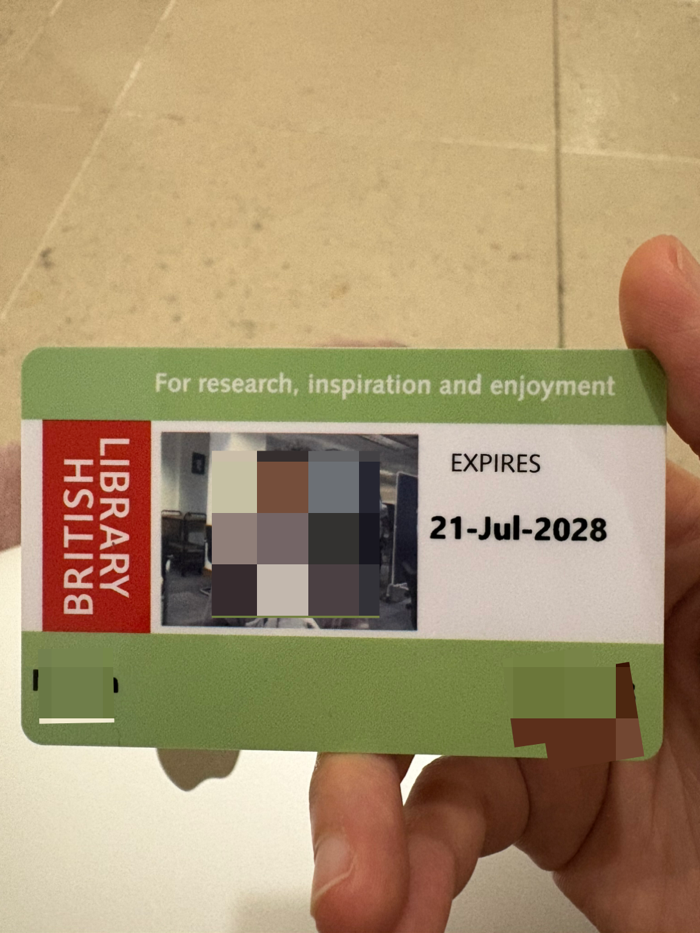 For research, inspiration and enjoyment
BRITISH
LIBRARY
EXPIRES
21-Jul-2028